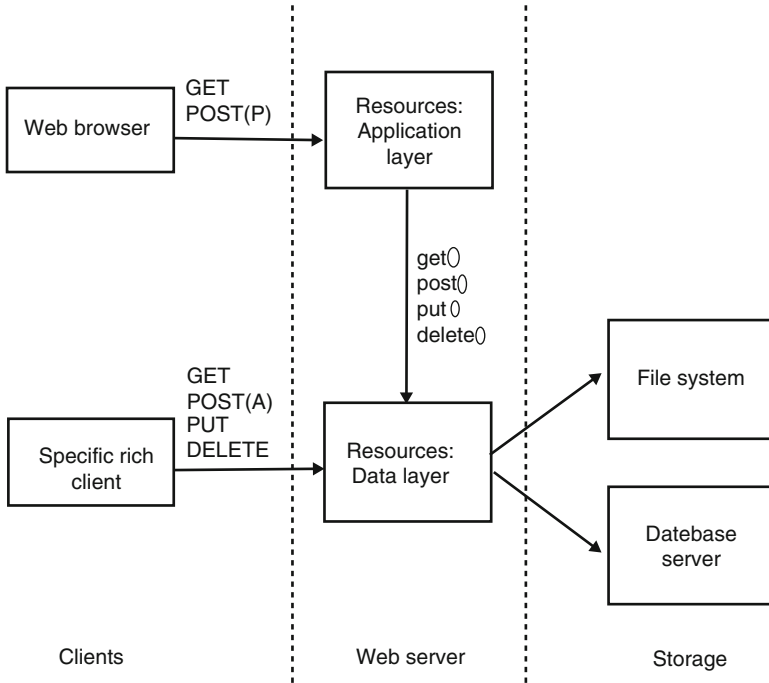 GET
POST(P)
Web browser
Resources:
Application
layer
get()
post()
put ()
delete()
File system
GET
POST(A)
PUT
DELETE
Specific rich
client
Resources:
Data layer
Datebase
server
Clients
Web server
Storage